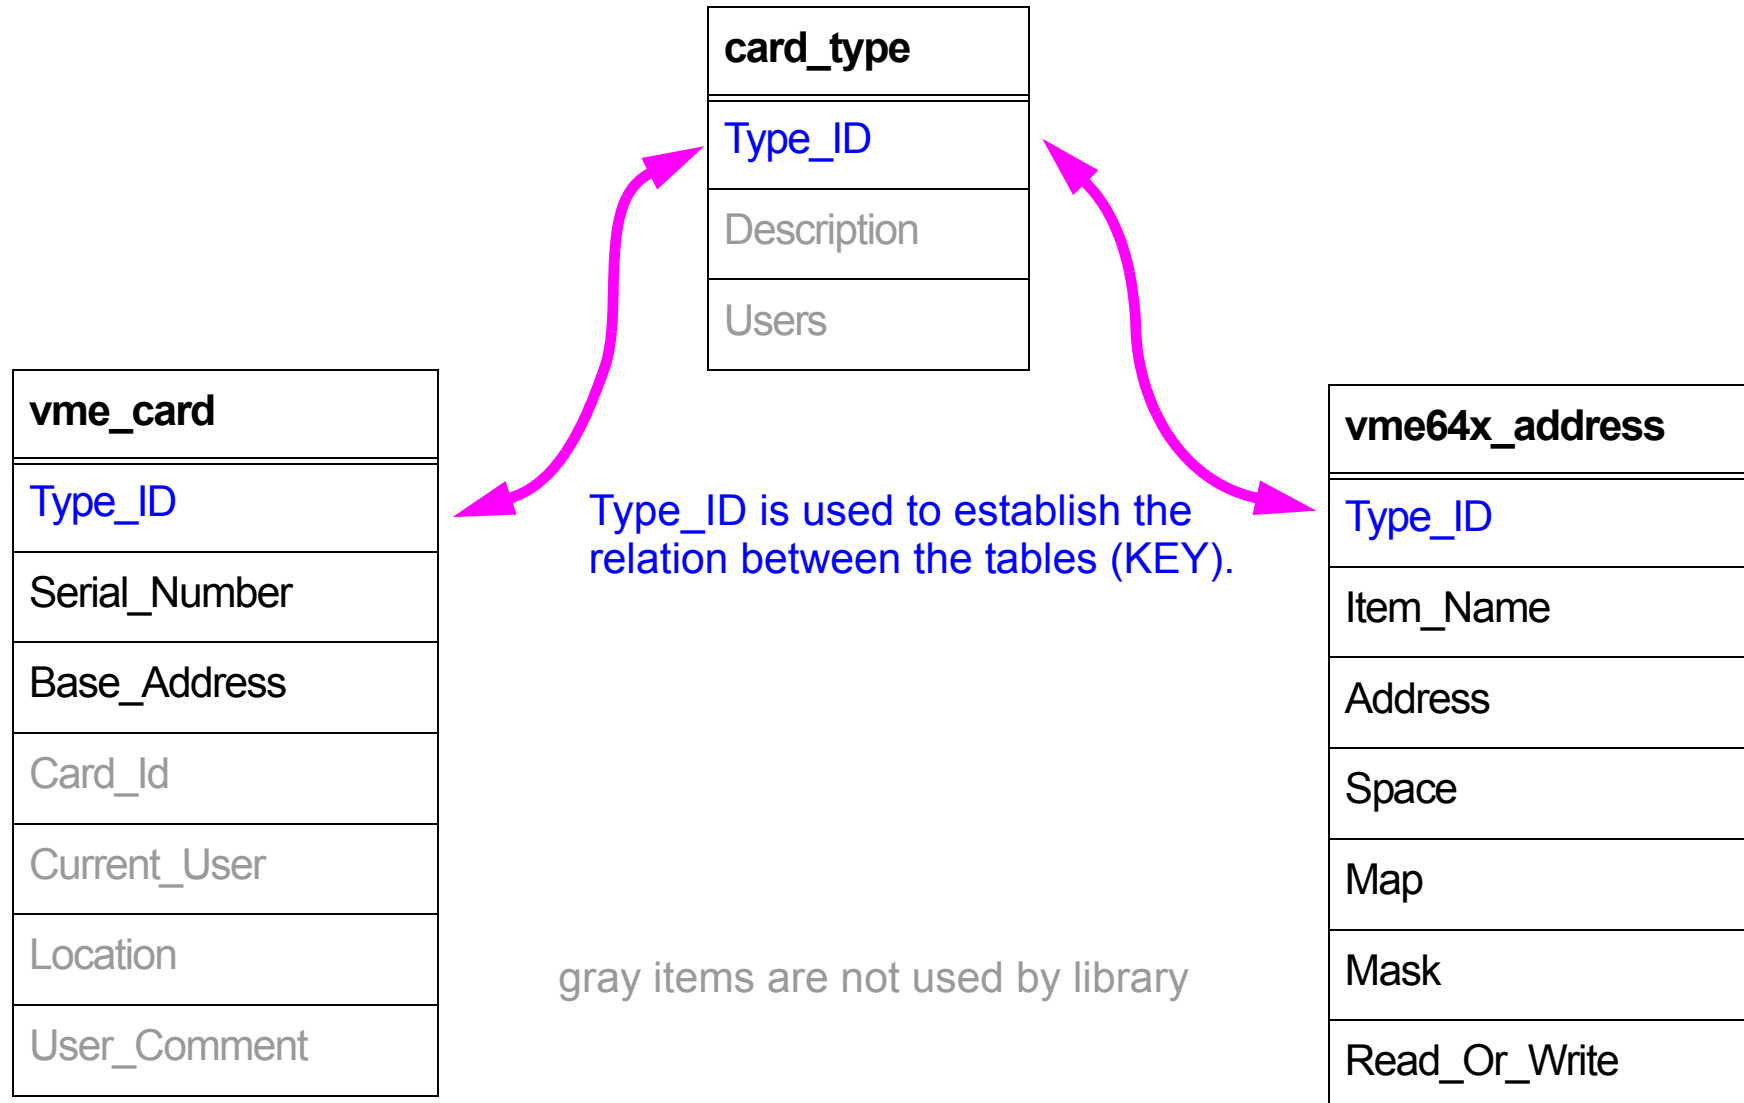 card_type
Type_ID
Description
Users
vme_card
Type_ID
Serial_Number
Base_Address
Card_Id
Current_User
Location
User_Comment
Type_ID is used to establish the
relation between the tables (KEY).
gray items are not used by library
vme64x_address
Type_ID
Item_Name
Address
Space
Map
Mask
Read_Or_Write